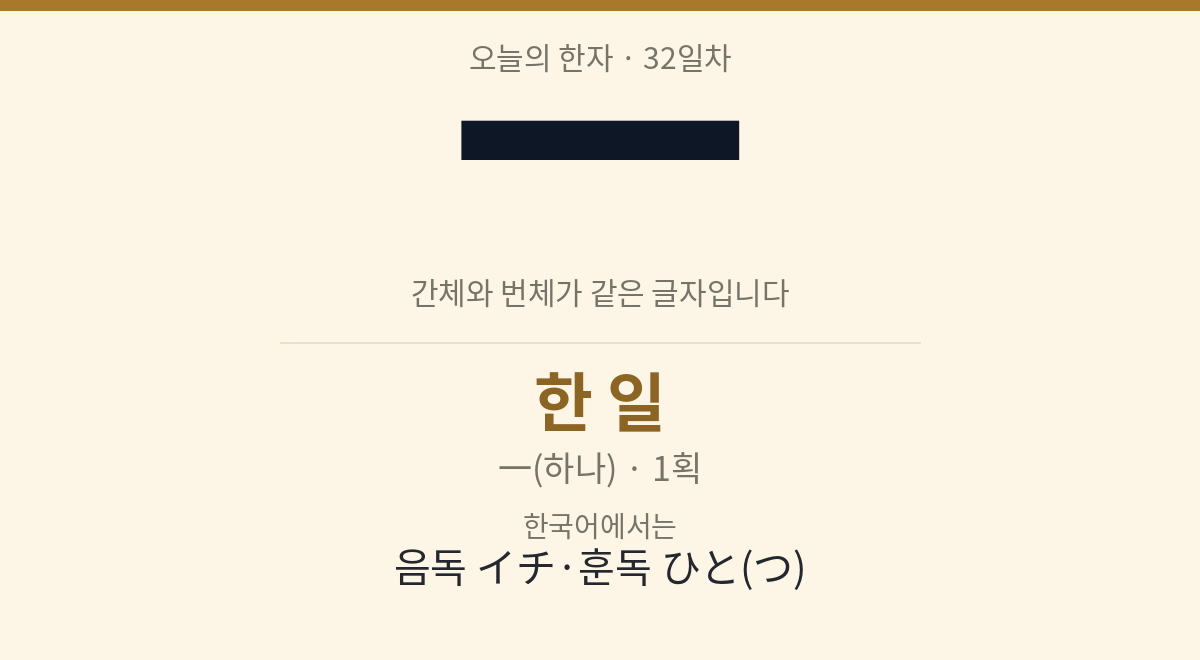 오늘의 한자 · 32일차
一
간체와 번체가 같은 글자입니다
한 일
一(하나) · 1획
한국어에서는
음독 イチ·훈독 ひと(つ)